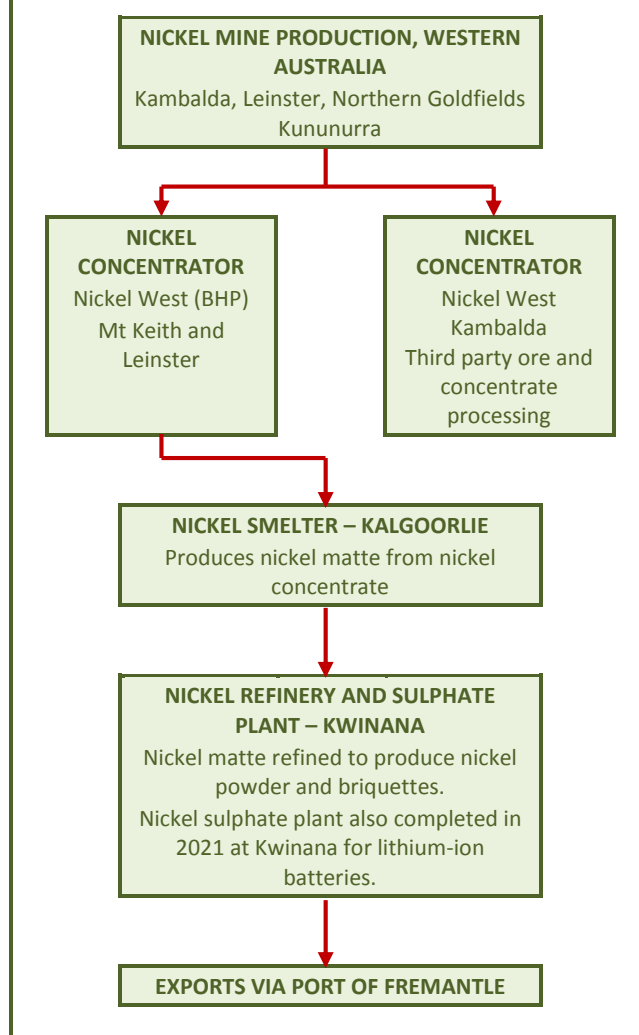 NICKEL MINE PRODUCTION, WESTERN
AUSTRALIA
Kambalda, Leinster, Northern Goldfields
Kununurra
NICKEL
CONCENTRATOR
Nickel West (BHP)
Mt Keith and
Leinster
NICKEL
CONCENTRATOR
Nickel West
Kambalda
Third party ore and
concentrate
processing
NICKEL SMELTER – KALGOORLIE
Produces nickel matte from nickel
concentrate
NICKEL REFINERY AND SULPHATE
PLANT – KWINANA
Nickel matte refined to produce nickel
powder and briquettes.
Nickel sulphate plant also completed in
2021 at Kwinana for lithium-ion
batteries.
EXPORTS VIA PORT OF FREMANTLE